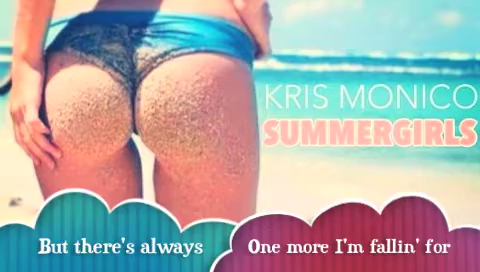 KRIS MONICO
SUMMERGIRLS
But there's always
One more I'm fallin' for